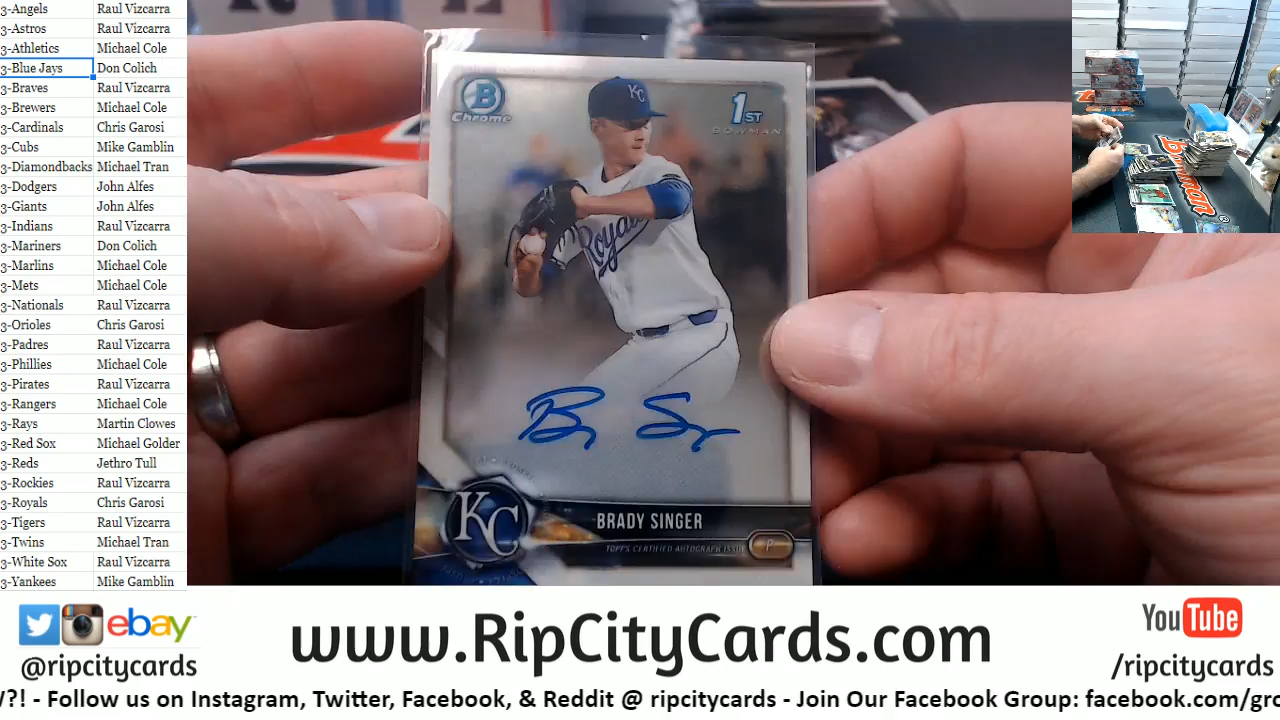 3-Angels Raul Vizcarra
3-Astros Raul Vizcarra
3-Athletics Michael Cole
3-Blue Jays Don Colich
3-Braves Raul Vizcarra
3-Brewers Michael Cole
3-Cardinals Chris Garosi
3-Cubs Mike Gamblin
3-Diamondbacks Michael Tran
3-Dodgers John Alfes
3-Giants John Alfes
3-Indians Raul Vizcarra
3-Mariners Don Colich
3-Marlins Michael Cole
3-Mets Michael Cole
3-Nationals Raul Vizcarra
3-Orioles Chris Garosi
3-Padres Raul Vizcarra
3-Phillies Michael Cole
3-Pirates Raul Vizcarra
3-Rangers Michael Cole
3-Rays Martin Clowes
3-Red Sox Michael Golder
3-Reds Jethro Tull
3-Rockies Raul Vizcarra
3-Royals Chris Garosi
3-Tigers Raul Vizcarra
3-Twins Michael Tran
3-White Sox Raul Vizcarra
3-Yankees Mike Gamblin
B
Chrome
1ST
BOWMAN
KC
Royals
KC
BRADY SINGER
TOPPS CERTIFIED AUTOGRAPH ISSUE
P
Bowman
ebay
@ripcitycards
www.RipCityCards.com
YouTube
/ripcitycards
?! - Follow us on Instagram, Twitter, Facebook, & Reddit @ ripcitycards - Join Our Facebook Group: facebook.com/gro